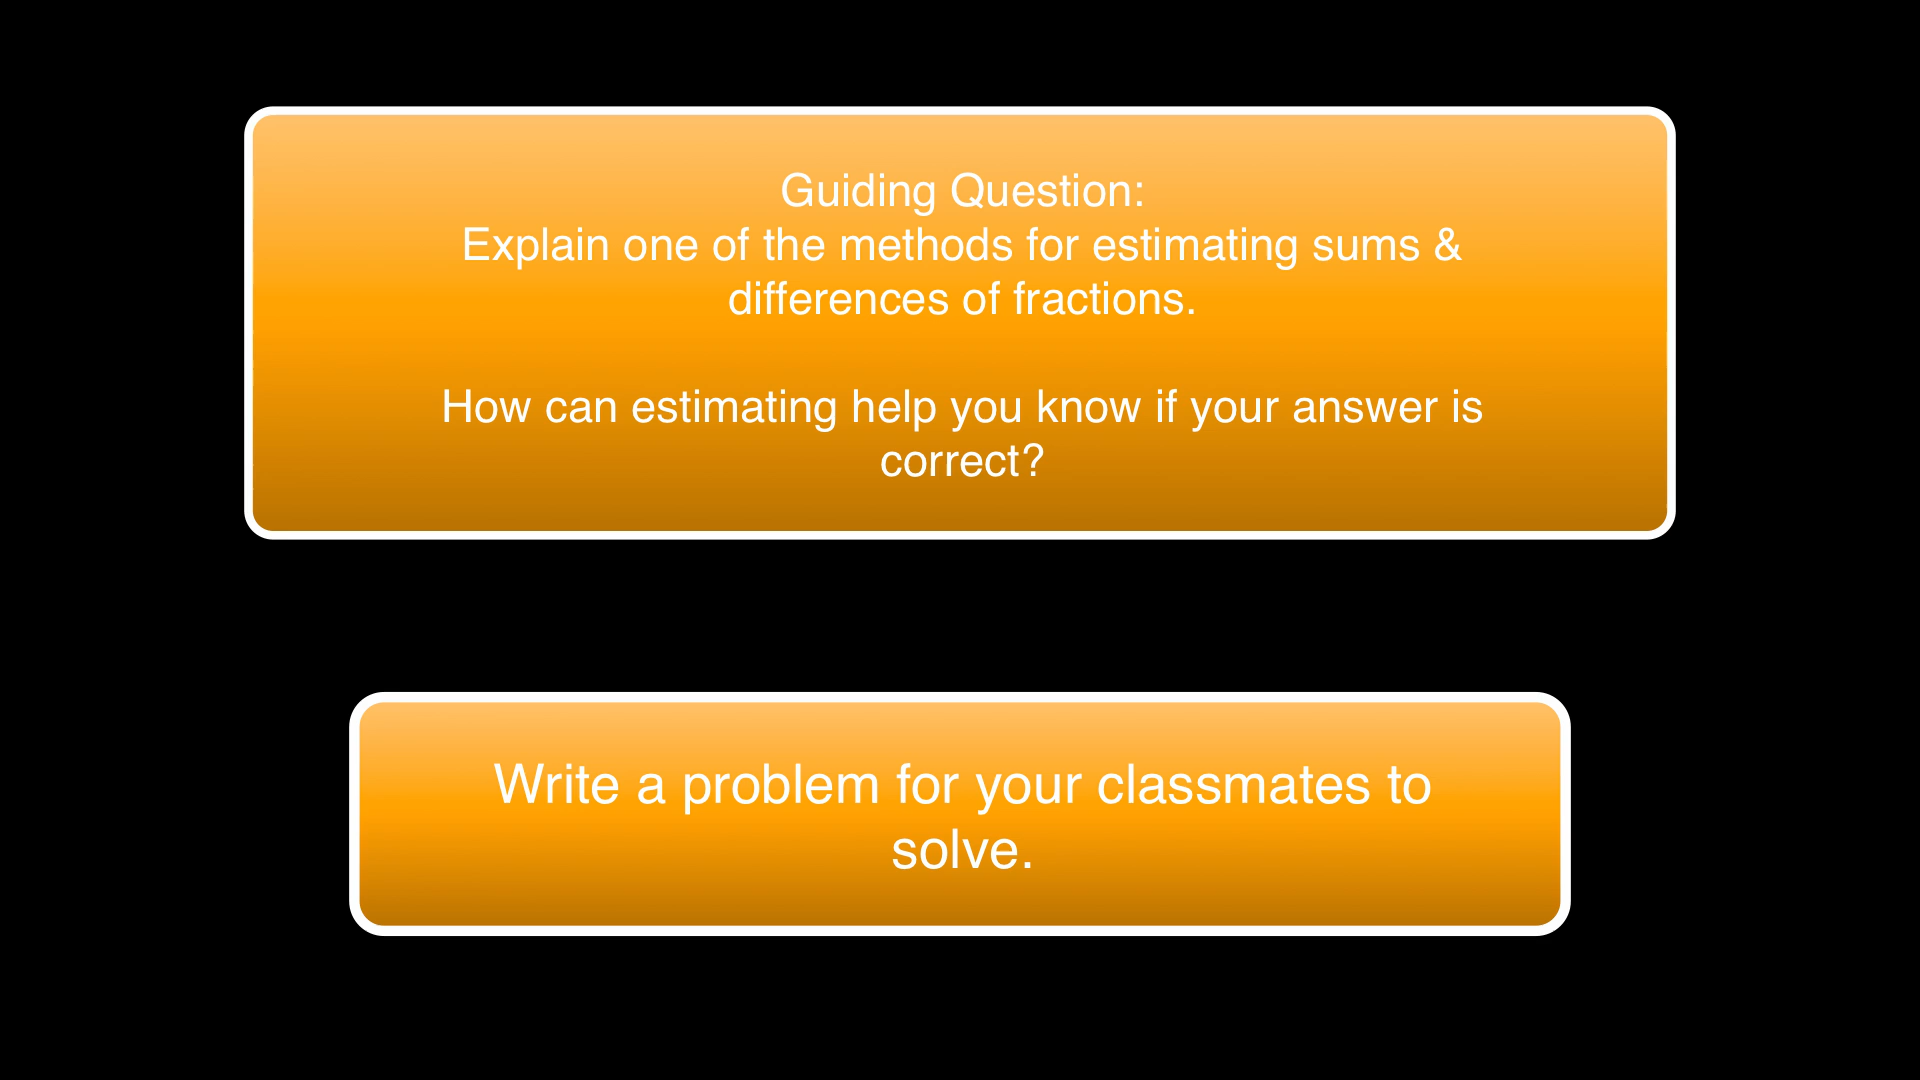 Guiding Question:
Explain one of the methods for estimating sums &
differences of fractions.
How can estimating help you know if your answer is
correct?
Write a problem for your classmates to
solve.